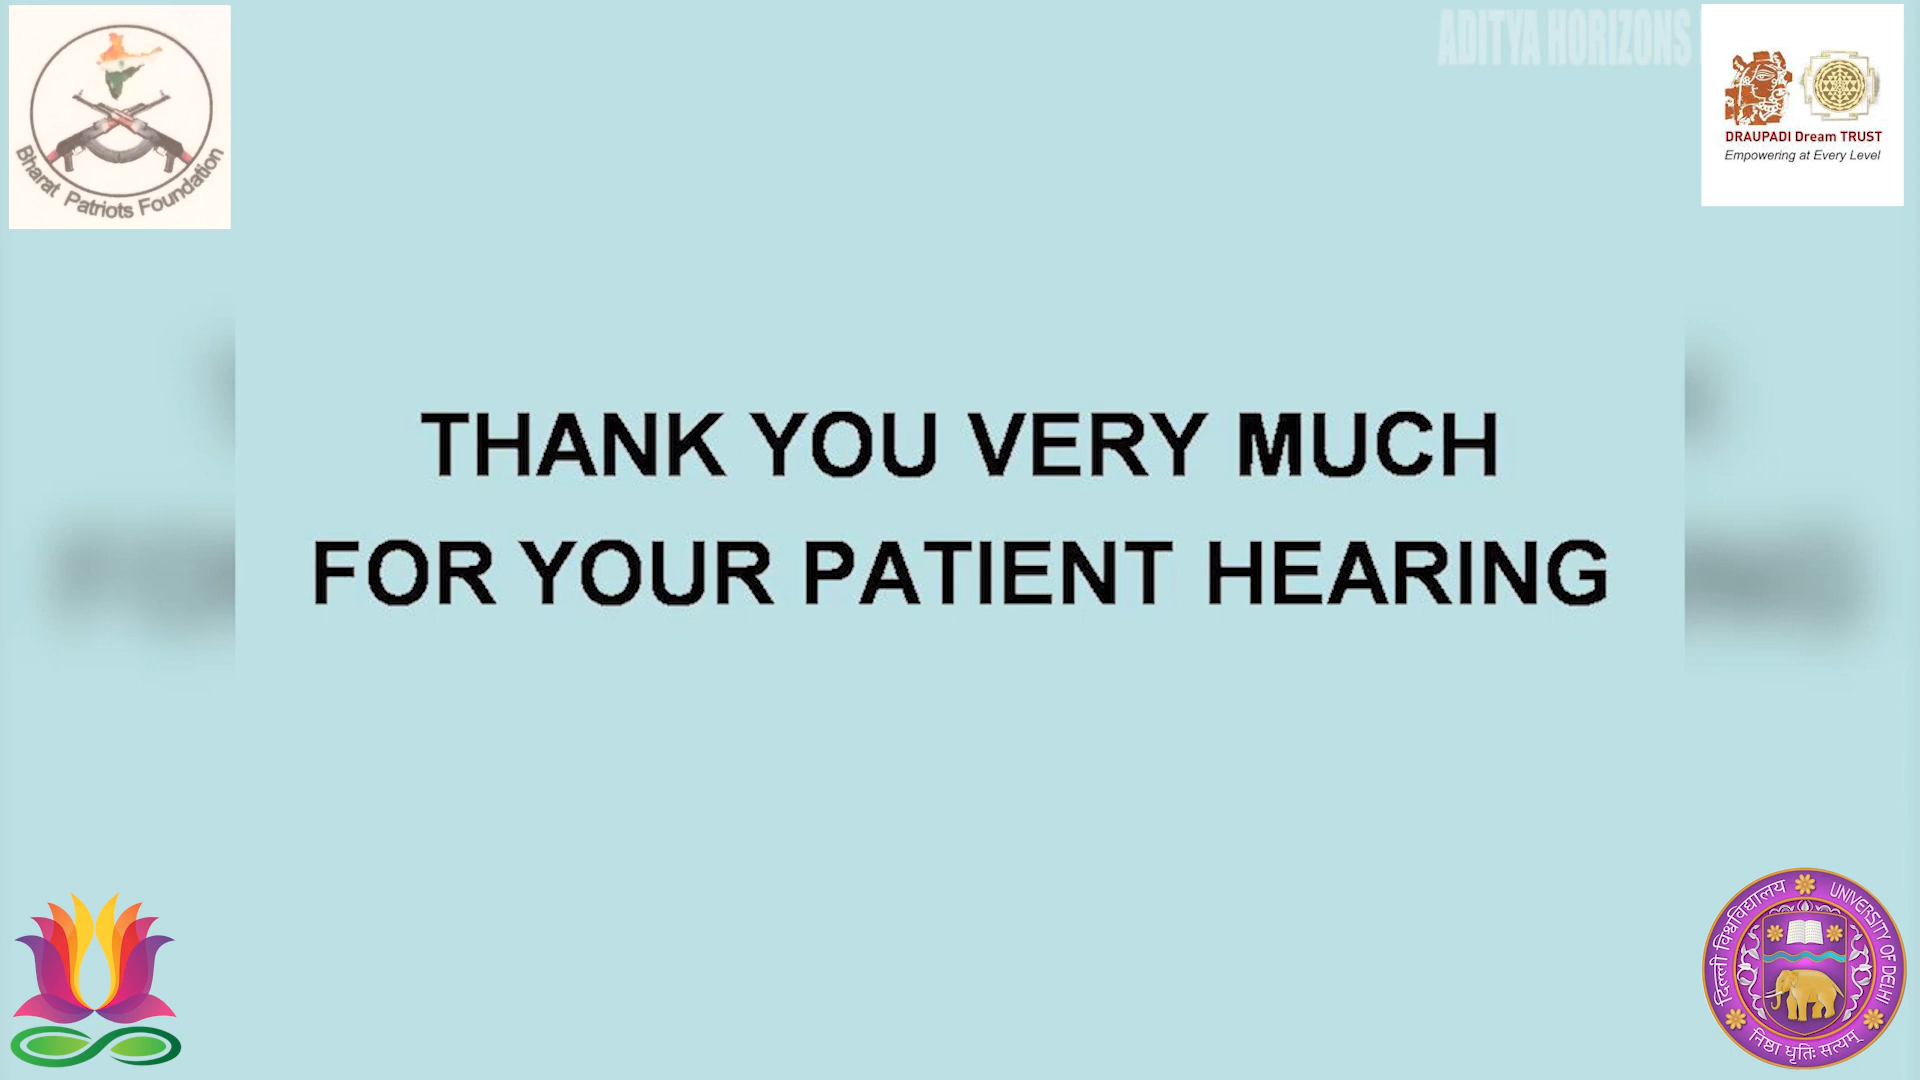 ADITYA HORIZONS
Bharat Patriots Foundation
DRAUPADI Dream TRUST
Empowering at Every Level
THANK YOU VERY MUCH
FOR YOUR PATIENT HEARING
दिल्ली विश्वविद्यालय
UNIVERSITY OF DELHI
निष्ठा धृतिः सत्यम्